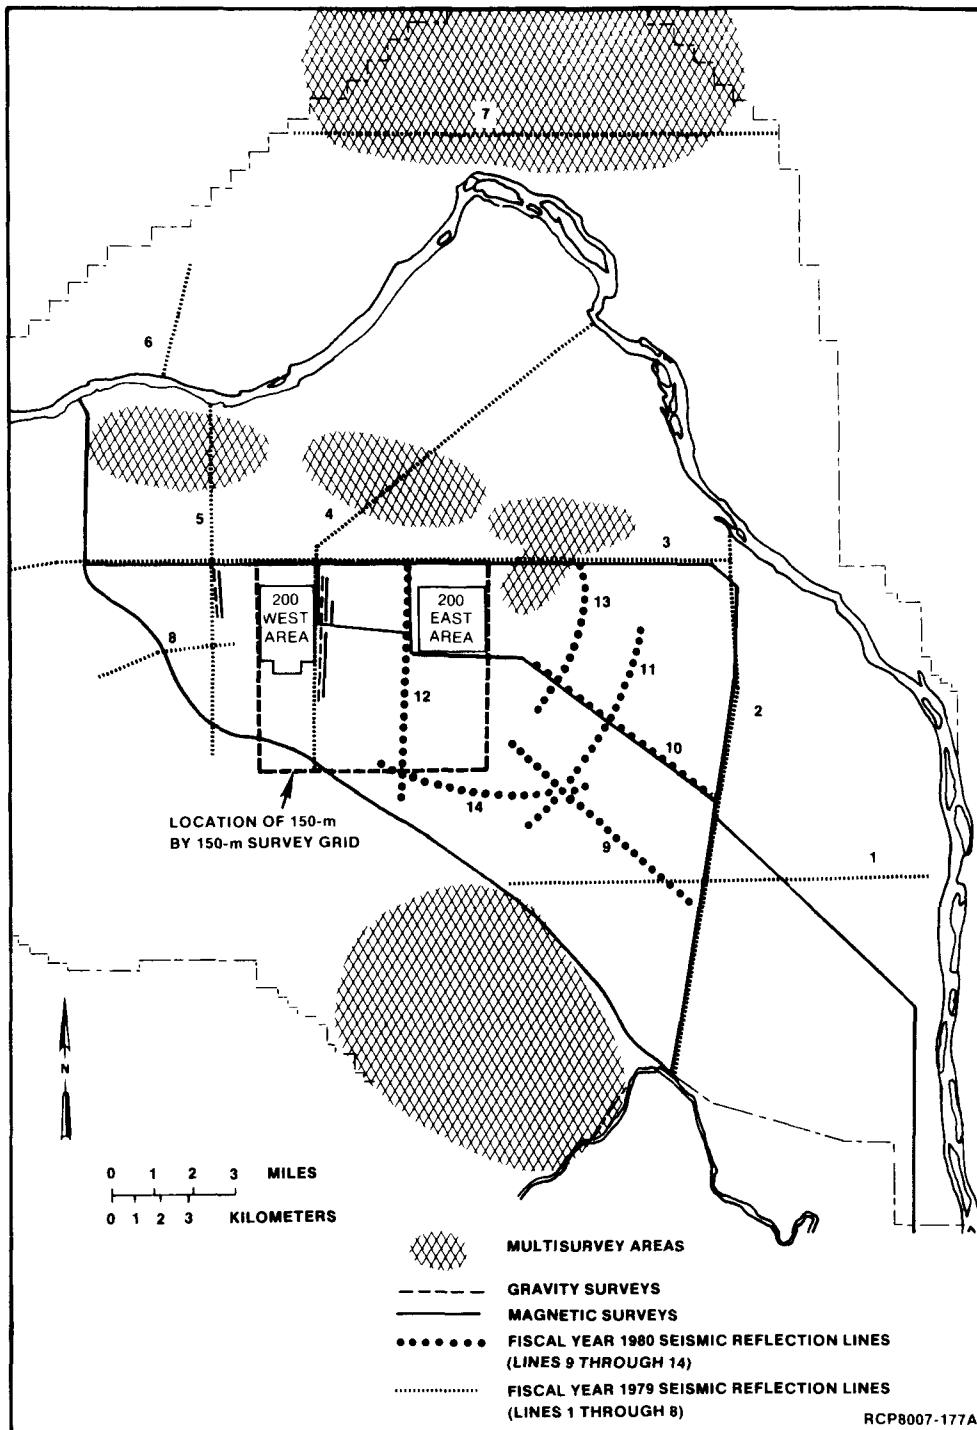 7
6
5
4
3
200
WEST
AREA
200
EAST
AREA
13
8
11
12
2
10
14
LOCATION OF 150-m
BY 150-m SURVEY GRID
9
1
N
0 1 2 3 MILES
0 1 2 3 KILOMETERS
MULTISURVEY AREAS
GRAVITY SURVEYS
MAGNETIC SURVEYS
FISCAL YEAR 1980 SEISMIC REFLECTION LINES
(LINES 9 THROUGH 14)
FISCAL YEAR 1979 SEISMIC REFLECTION LINES
(LINES 1 THROUGH 8)
RCP8007-177A